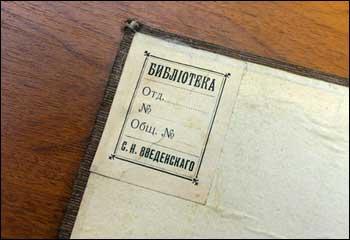 БИБЛІОТЕКА
Отд.
№
Общ. №
С. Н. ВВЕДЕНСКАГО